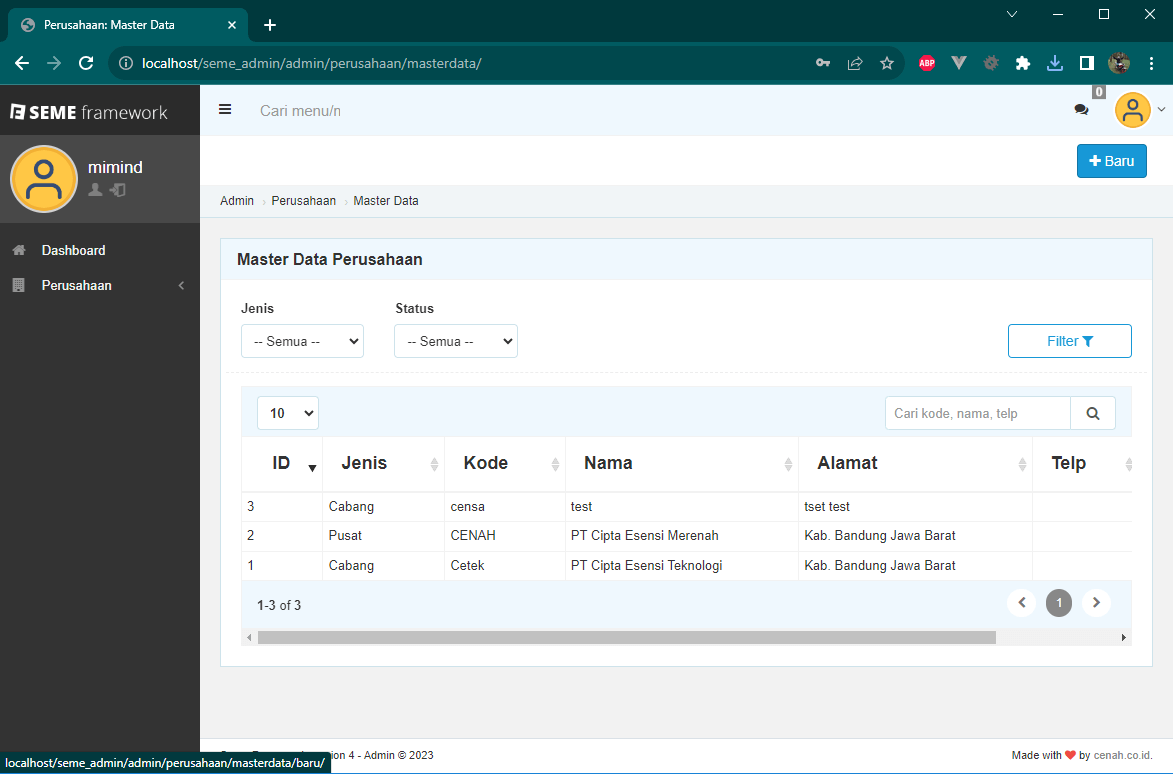 Perusahaan: Master Data
localhost/seme_admin/admin/perusahaan/masterdata/
ABP
SEME framework
Cari menu/n
0
mimind
Baru
Admin Perusahaan Master Data
Dashboard
Perusahaan
Master Data Perusahaan
Jenis Status
-- Semua -- -- Semua -- Filter
10 Cari kode, nama, telp
ID Jenis Kode Nama Alamat Telp
3 Cabang censa test tset test
2 Pusat CENAH PT Cipta Esensi Merenah Kab. Bandung Jawa Barat
1 Cabang Cetek PT Cipta Esensi Teknologi Kab. Bandung Jawa Barat
1-3 of 3 1
ion 4 - Admin © 2023 Made with ❤ by cenah.co.id.
localhost/seme_admin/admin/perusahaan/masterdata/baru/